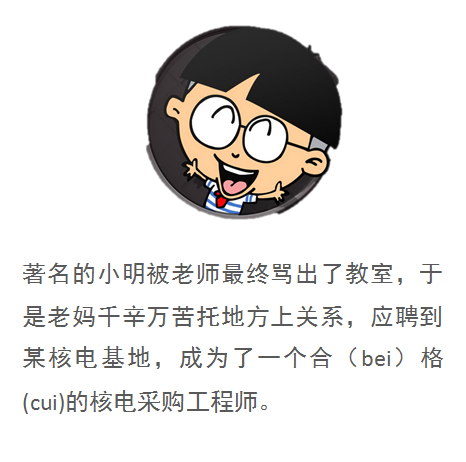 著名的小明被老师最终骂出了教室，于
是老妈千辛万苦托地方上关系，应聘到
某核电基地，成为了一个合（bei）格
(cui)的核电采购工程师。